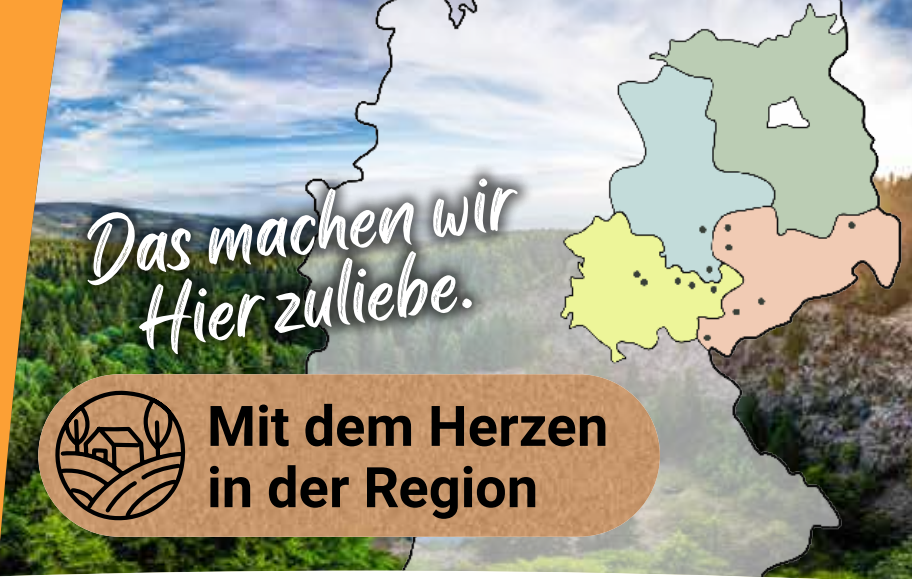 Das machen wir
Hier zuliebe.
Mit dem Herzen
in der Region